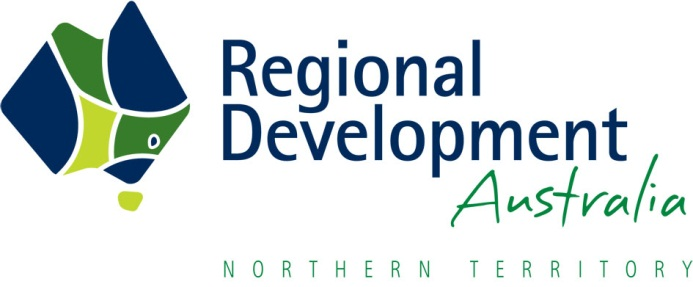 Regional
Development
Australia
NORTHERN TERRITORY